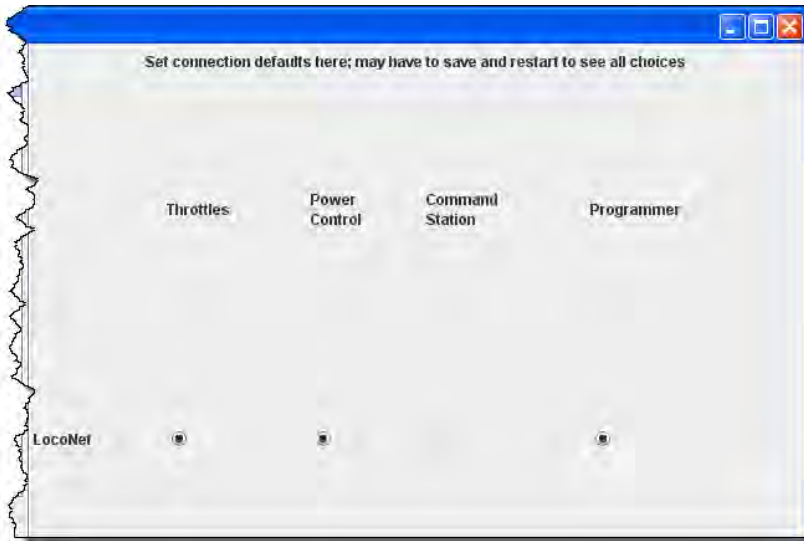 Set connection defaults here; may have to save and restart to see all choices
Throttles
Power
Control
Command
Station
Programmer
LocoNet